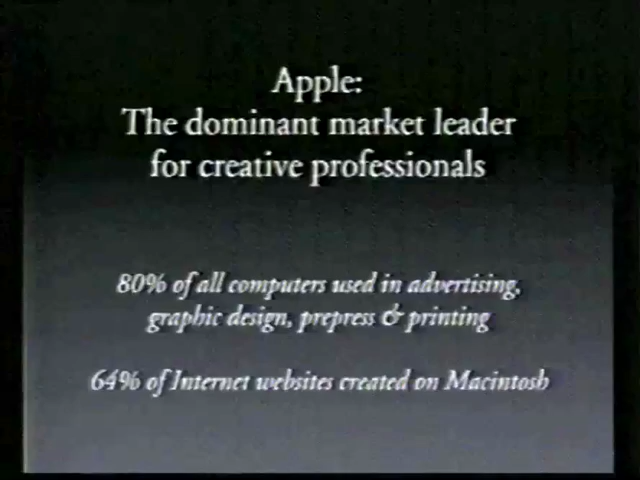 Apple:
The dominant market leader
for creative professionals
80% of all computers used in advertising,
graphic design, prepress & printing
64% of Internet websites created on Macintosh